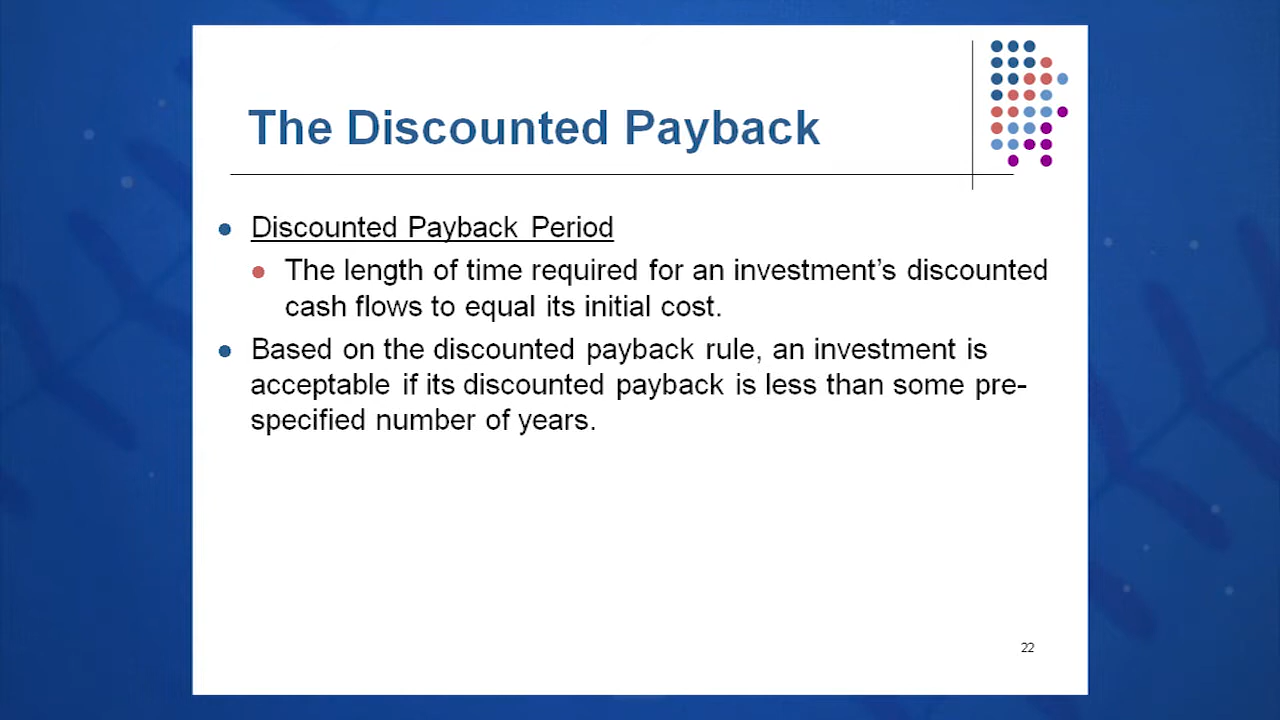 The Discounted Payback
Discounted Payback Period
The length of time required for an investment’s discounted
cash flows to equal its initial cost.
Based on the discounted payback rule, an investment is
acceptable if its discounted payback is less than some pre-
specified number of years.
22